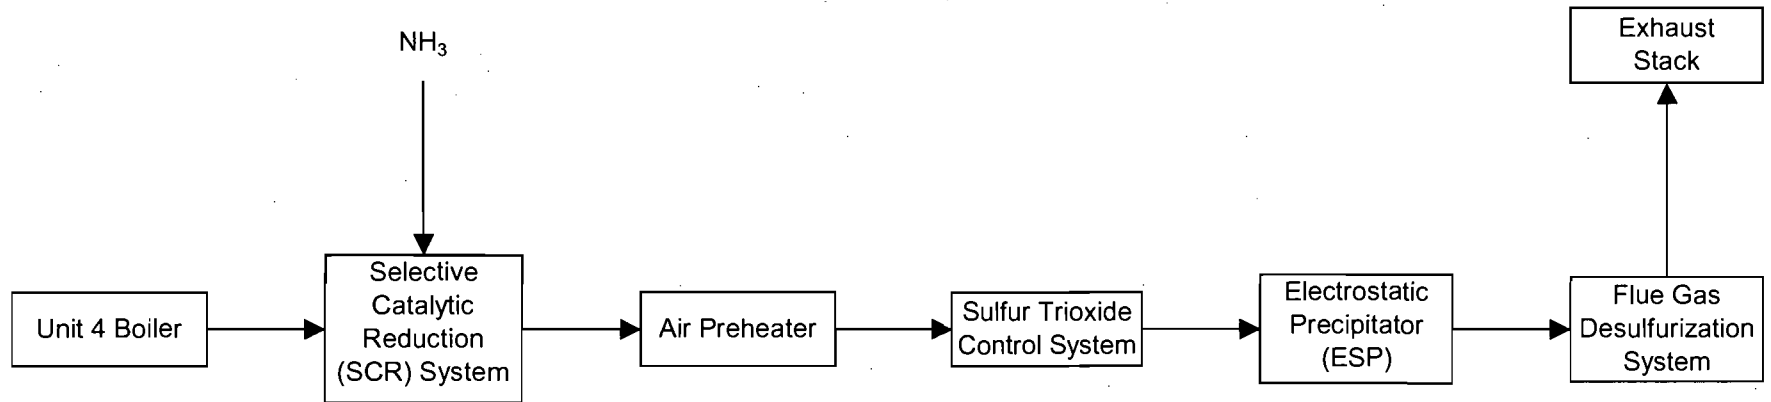 NH₃
Exhaust
Stack
Unit 4 Boiler
Selective
Catalytic
Reduction
(SCR) System
Air Preheater
Sulfur Trioxide
Control System
Electrostatic
Precipitator
(ESP)
Flue Gas
Desulfurization
System